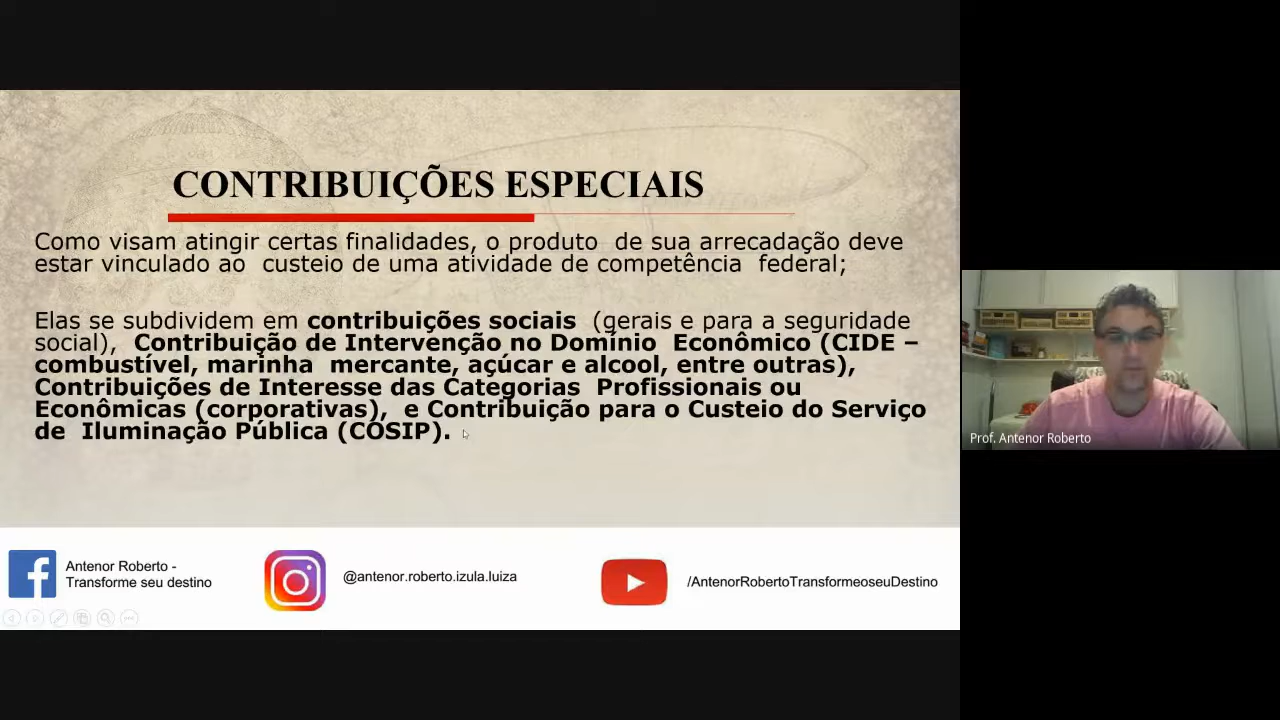 CONTRIBUIÇÕES ESPECIAIS
Como visam atingir certas finalidades, o produto de sua arrecadação deve
estar vinculado ao custeio de uma atividade de competência federal;
Elas se subdividem em contribuições sociais (gerais e para a seguridade
social), Contribuição de Intervenção no Domínio Econômico (CIDE –
combustível, marinha mercante, açúcar e alcool, entre outras),
Contribuições de Interesse das Categorias Profissionais ou
Econômicas (corporativas), e Contribuição para o Custeio do Serviço
de Iluminação Pública (COSIP).
Prof. Antenor Roberto
Antenor Roberto -
Transforme seu destino
@antenor.roberto.izula.luiza
/AntenorRobertoTransformeoseuDestino